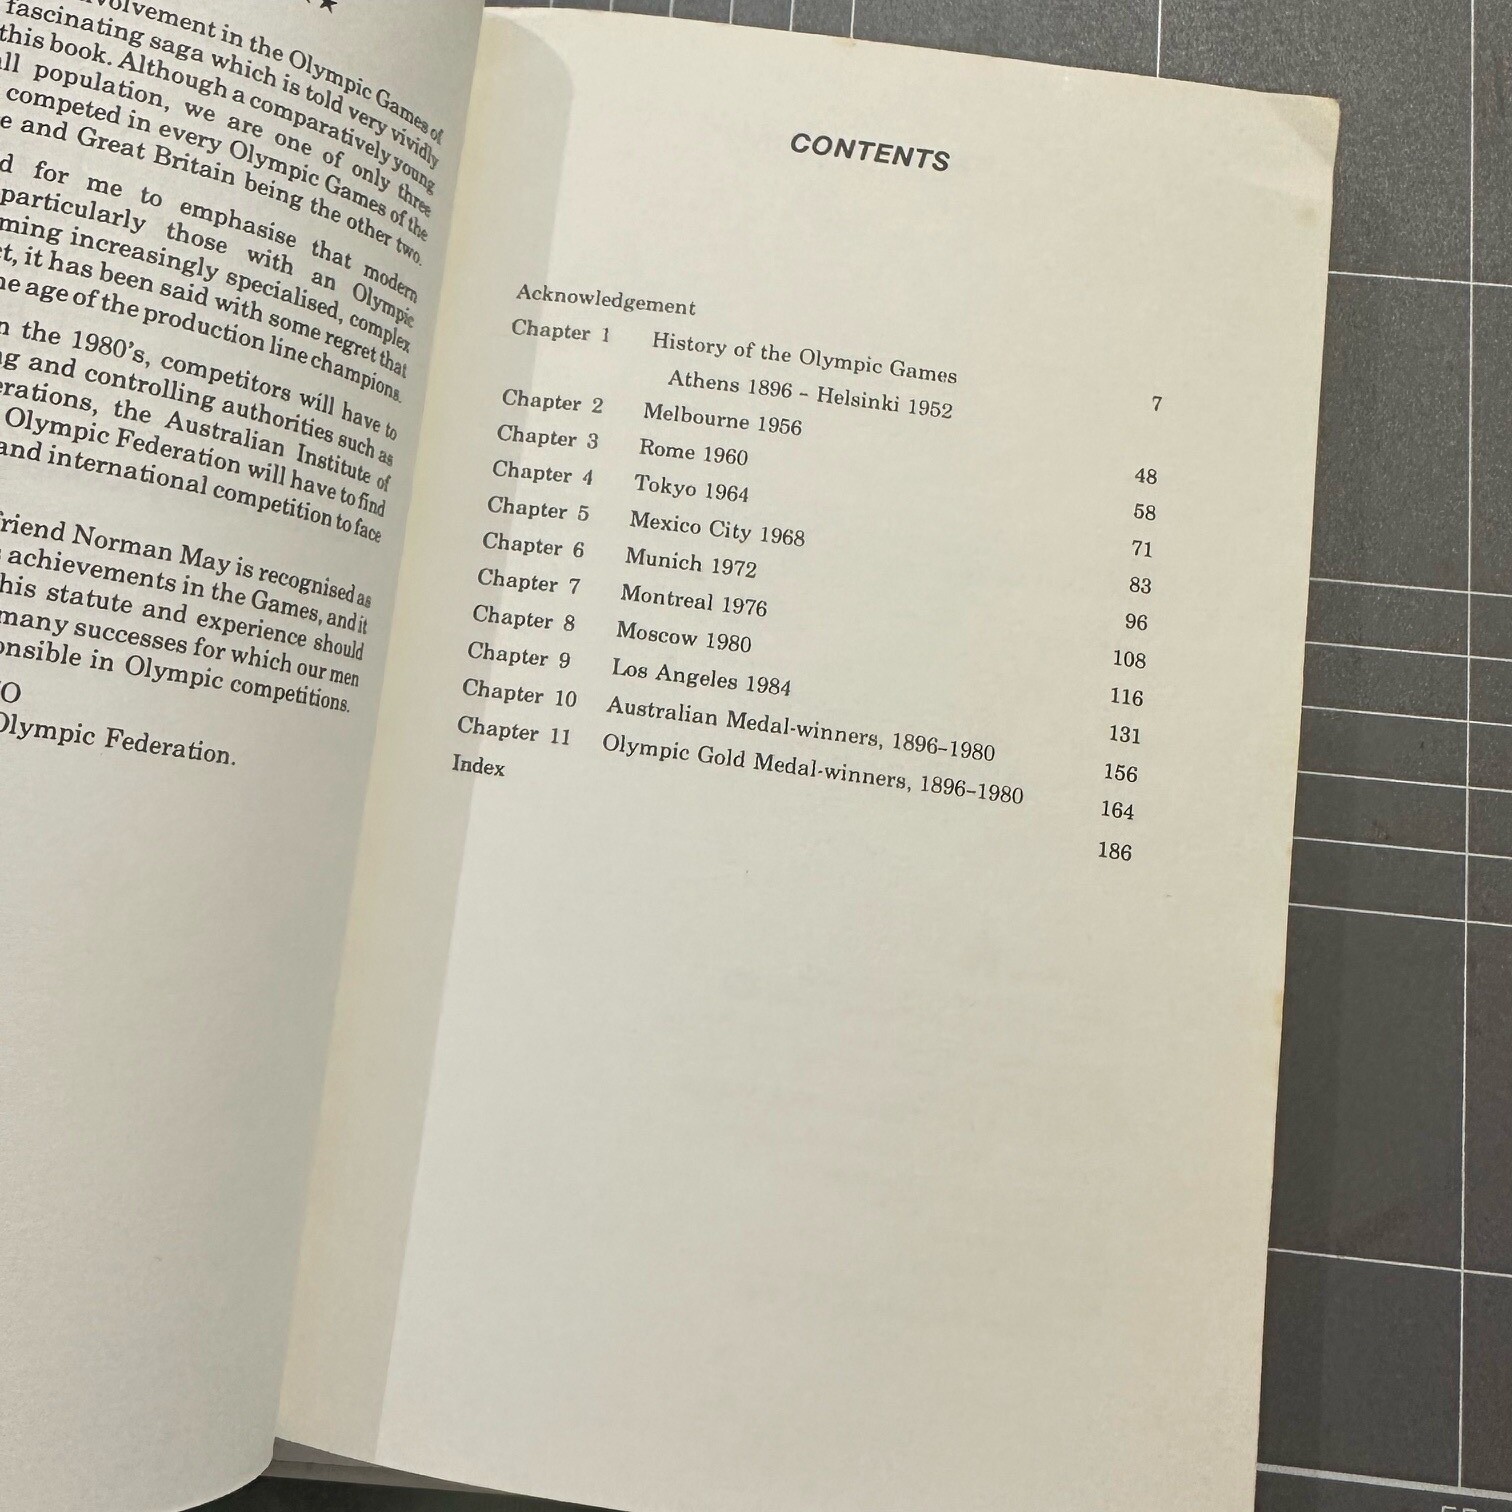 volvement in the Olympic Games of
fascinating saga which is told very vividly
this book. Although a comparatively young
population, we are one of only three
competed in every Olympic Games of the
and Great Britain being the other two.
for me to emphasise that modern
particularly those with an Olympic
ming increasingly specialised, complex
it has been said with some regret that
age of the production line champions.
the 1980's, competitors will have to
and controlling authorities such as
erations, the Australian Institute of
Olympic Federation will have to find
and international competition to face
friend Norman May is recognised as
achievements in the Games, and it
his statute and experience should
many successes for which our men
onsible in Olympic competitions.
O
Olympic Federation.
CONTENTS
Acknowledgement
Chapter 1 History of the Olympic Games
Athens 1896 - Helsinki 1952 7
Chapter 2 Melbourne 1956 48
Chapter 3 Rome 1960 58
Chapter 4 Tokyo 1964 71
Chapter 5 Mexico City 1968 83
Chapter 6 Munich 1972 96
Chapter 7 Montreal 1976 108
Chapter 8 Moscow 1980 116
Chapter 9 Los Angeles 1984 131
Chapter 10 Australian Medal-winners, 1896-1980 156
Chapter 11 Olympic Gold Medal-winners, 1896-1980 164
Index 186